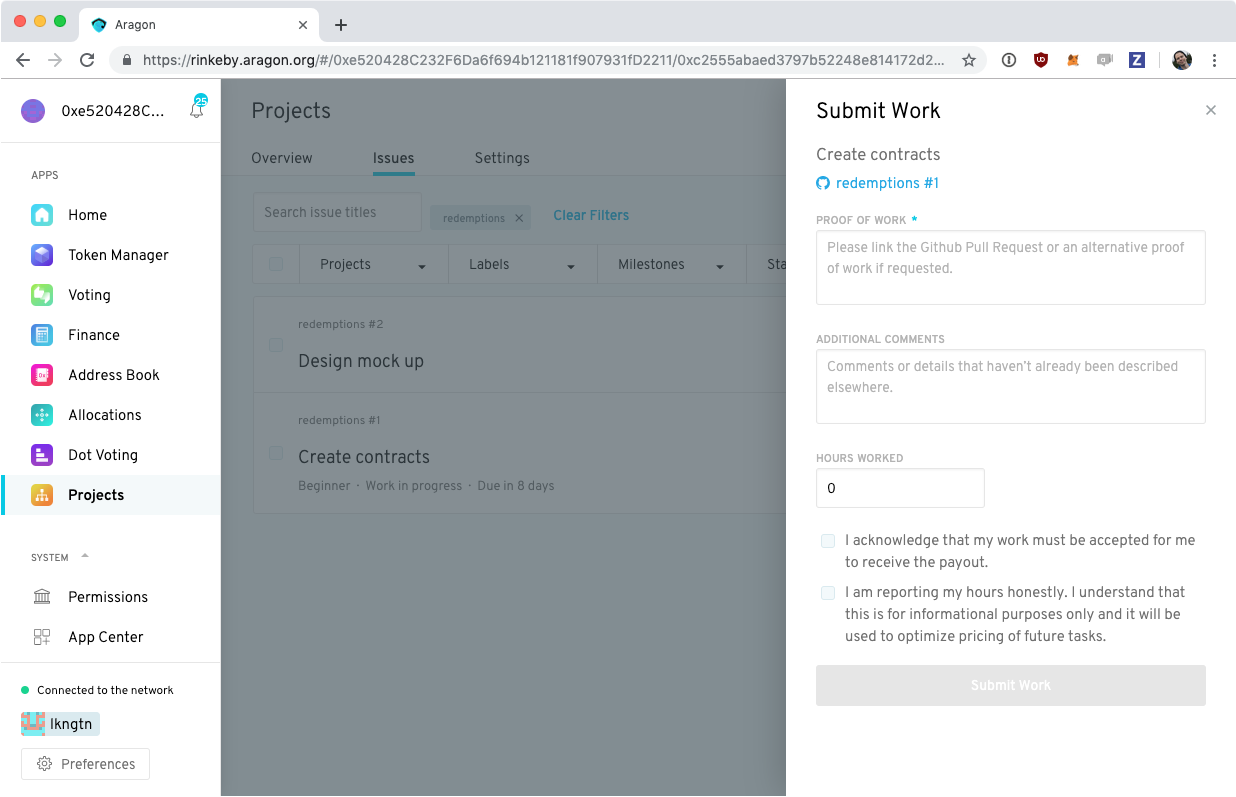 Aragon
https://rinkeby.aragon.org/#/0xe520428C232F6Da6f694b121181f907931fD2211/0xc2555abaed3797b52248e814172d2...
0xe520428C...
25
APPS
Home
Token Manager
Voting
Finance
Address Book
Allocations
Dot Voting
Projects
SYSTEM
Permissions
App Center
Connected to the network
lkngtn
Preferences
Projects
Overview Issues Settings
Search issue titles redemptions Clear Filters
Projects Labels Milestones Sta
redemptions #2
Design mock up
redemptions #1
Create contracts
Beginner · Work in progress · Due in 8 days
Submit Work
Create contracts
redemptions #1
PROOF OF WORK *
Please link the Github Pull Request or an alternative proof
of work if requested.
ADDITIONAL COMMENTS
Comments or details that haven’t already been described
elsewhere.
HOURS WORKED
0
I acknowledge that my work must be accepted for me
to receive the payout.
I am reporting my hours honestly. I understand that
this is for informational purposes only and it will be
used to optimize pricing of future tasks.
Submit Work